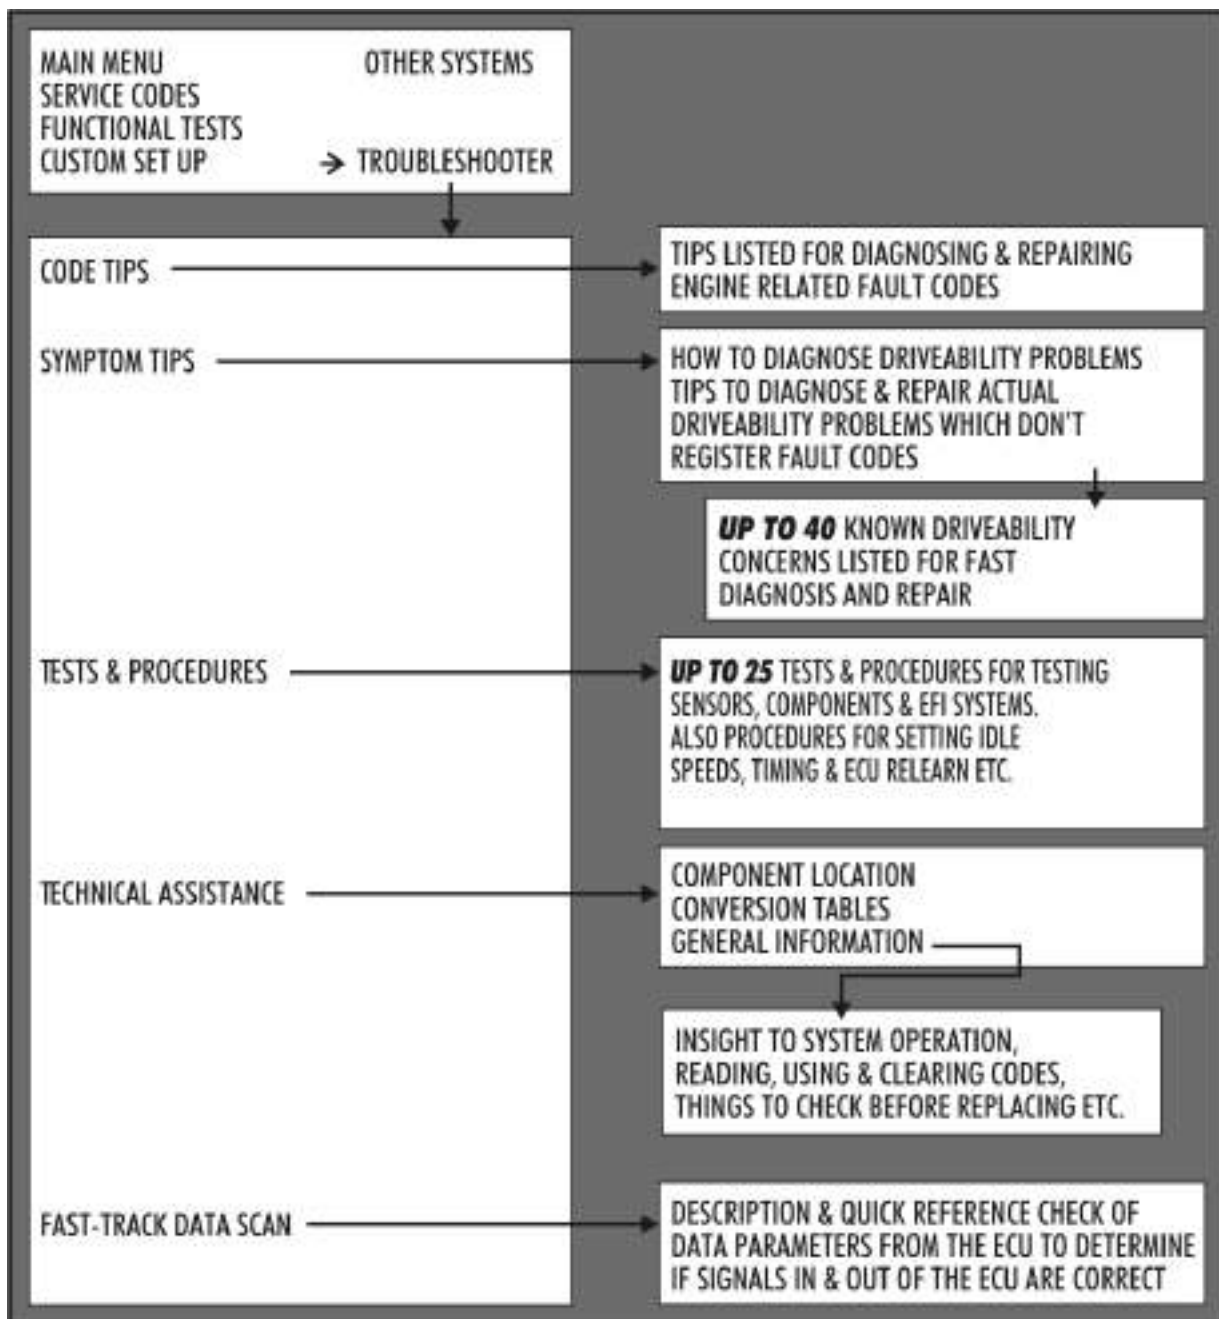 MAIN MENU OTHER SYSTEMS
SERVICE CODES
FUNCTIONAL TESTS
CUSTOM SET UP → TROUBLESHOOTER
CODE TIPS
TIPS LISTED FOR DIAGNOSING & REPAIRING
ENGINE RELATED FAULT CODES
SYMPTOM TIPS
HOW TO DIAGNOSE DRIVEABILITY PROBLEMS
TIPS TO DIAGNOSE & REPAIR ACTUAL
DRIVEABILITY PROBLEMS WHICH DON'T
REGISTER FAULT CODES
UP TO 40 KNOWN DRIVEABILITY
CONCERNS LISTED FOR FAST
DIAGNOSIS AND REPAIR
TESTS & PROCEDURES
UP TO 25 TESTS & PROCEDURES FOR TESTING
SENSORS, COMPONENTS & EFI SYSTEMS.
ALSO PROCEDURES FOR SETTING IDLE
SPEEDS, TIMING & ECU RELEARN ETC.
TECHNICAL ASSISTANCE
COMPONENT LOCATION
CONVERSION TABLES
GENERAL INFORMATION
INSIGHT TO SYSTEM OPERATION,
READING, USING & CLEARING CODES,
THINGS TO CHECK BEFORE REPLACING ETC.
FAST-TRACK DATA SCAN
DESCRIPTION & QUICK REFERENCE CHECK OF
DATA PARAMETERS FROM THE ECU TO DETERMINE
IF SIGNALS IN & OUT OF THE ECU ARE CORRECT